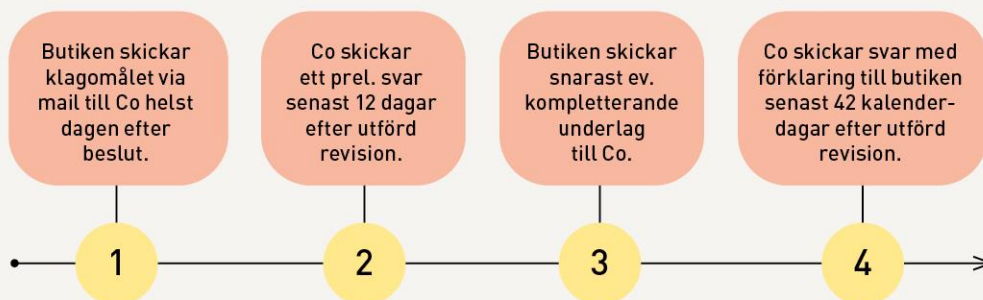 Butiken skickar
klagomålet via
mail till Co helst
dagen efter
beslut.
Co skickar
ett prel. svar
senast 12 dagar
efter utförd
revision.
Butiken skickar
snarast ev.
kompletterande
underlag
till Co.
Co skickar svar med
förklaring till butiken
senast 42 kalender-
dagar efter utförd
revision.
1
2
3
4